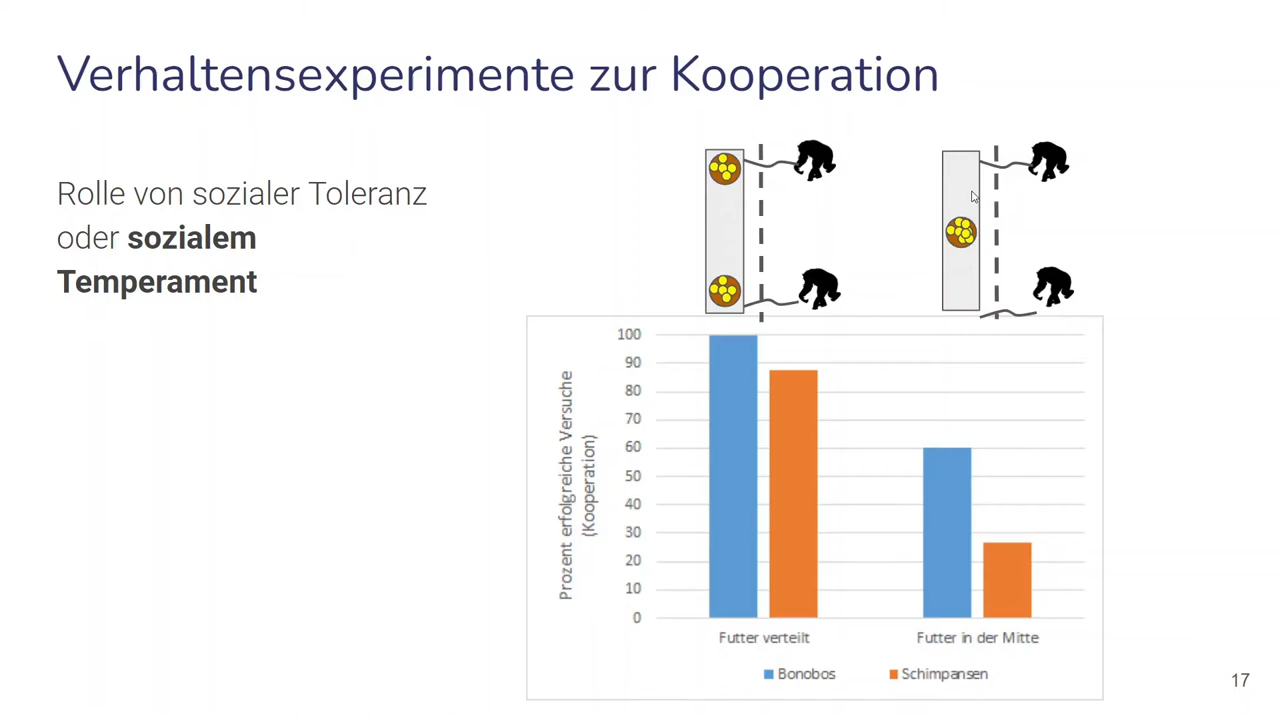 Verhaltensexperimente zur Kooperation
Rolle von sozialer Toleranz
oder sozialem
Temperament
Prozent erfolgreiche Versuche
(Kooperation)
100
90
80
70
60
50
40
30
20
10
0
Futter verteilt
Futter in der Mitte
Bonobos
Schimpansen
17